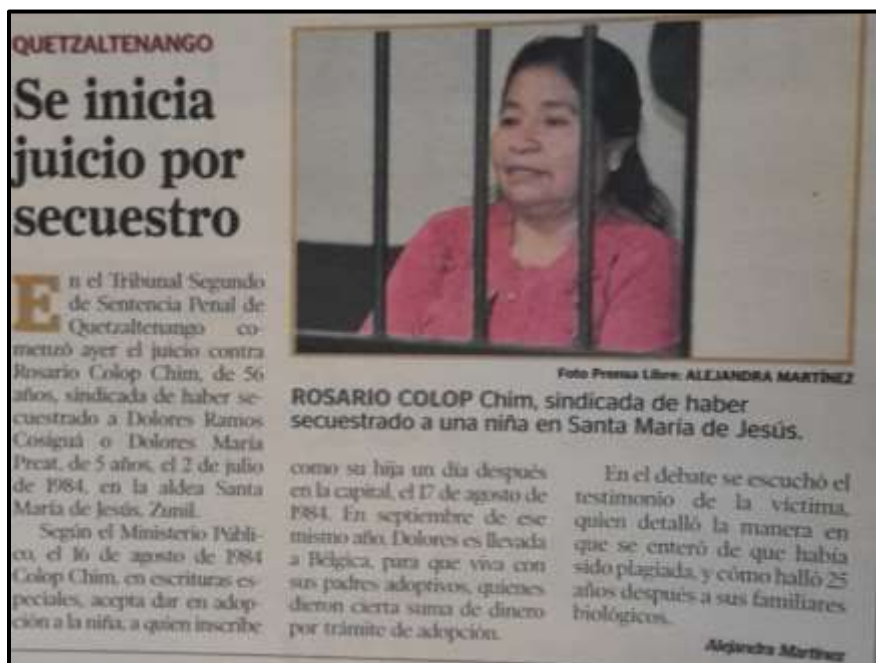 QUETZALTENANGO
Se inicia
juicio por
secuestro
En el Tribunal Segundo
de Sentencia Penal de
Quetzaltenango co-
menzó ayer el juicio contra
Rosario Colop Chim, de 56
años, sindicada de haber se-
cuestrado a Dolores Ramos
Cosiguá o Dolores María
Preat, de 5 años, el 2 de julio
de 1984, en la aldea Santa
María de Jesús, Zunil.
Según el Ministerio Públi-
co, el 16 de agosto de 1984
Colop Chim, en escrituras es-
peciales, acepta dar en adop-
ción a la niña, a quien inscribe
Foto Prensa Libre: ALEJANDRA MARTÍNEZ
ROSARIO COLOP Chim, sindicada de haber
secuestrado a una niña en Santa María de Jesús.
como su hija un día después
en la capital, el 17 de agosto de
1984. En septiembre de ese
mismo año, Dolores es llevada
a Bélgica, para que viva con
sus padres adoptivos, quienes
dieron cierta suma de dinero
por trámite de adopción.
En el debate se escuchó el
testimonio de la víctima,
quien detalló la manera en
que se enteró de que había
sido plagiada, y cómo halló 25
años después a sus familiares
biológicos.
Alejandra Martínez